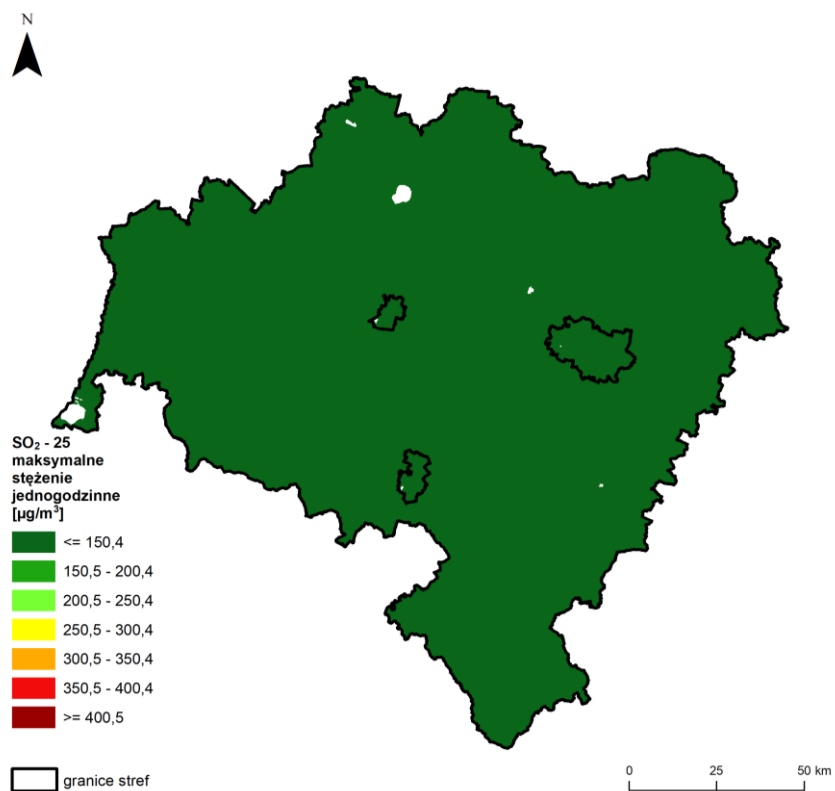 N
SO₂ - 25
maksymalne
stężenie
jednogodzinne
[µg/m³]
<= 150,4
150,5 - 200,4
200,5 - 250,4
250,5 - 300,4
300,5 - 350,4
350,5 - 400,4
>= 400,5
granice stref
0 25 50 km